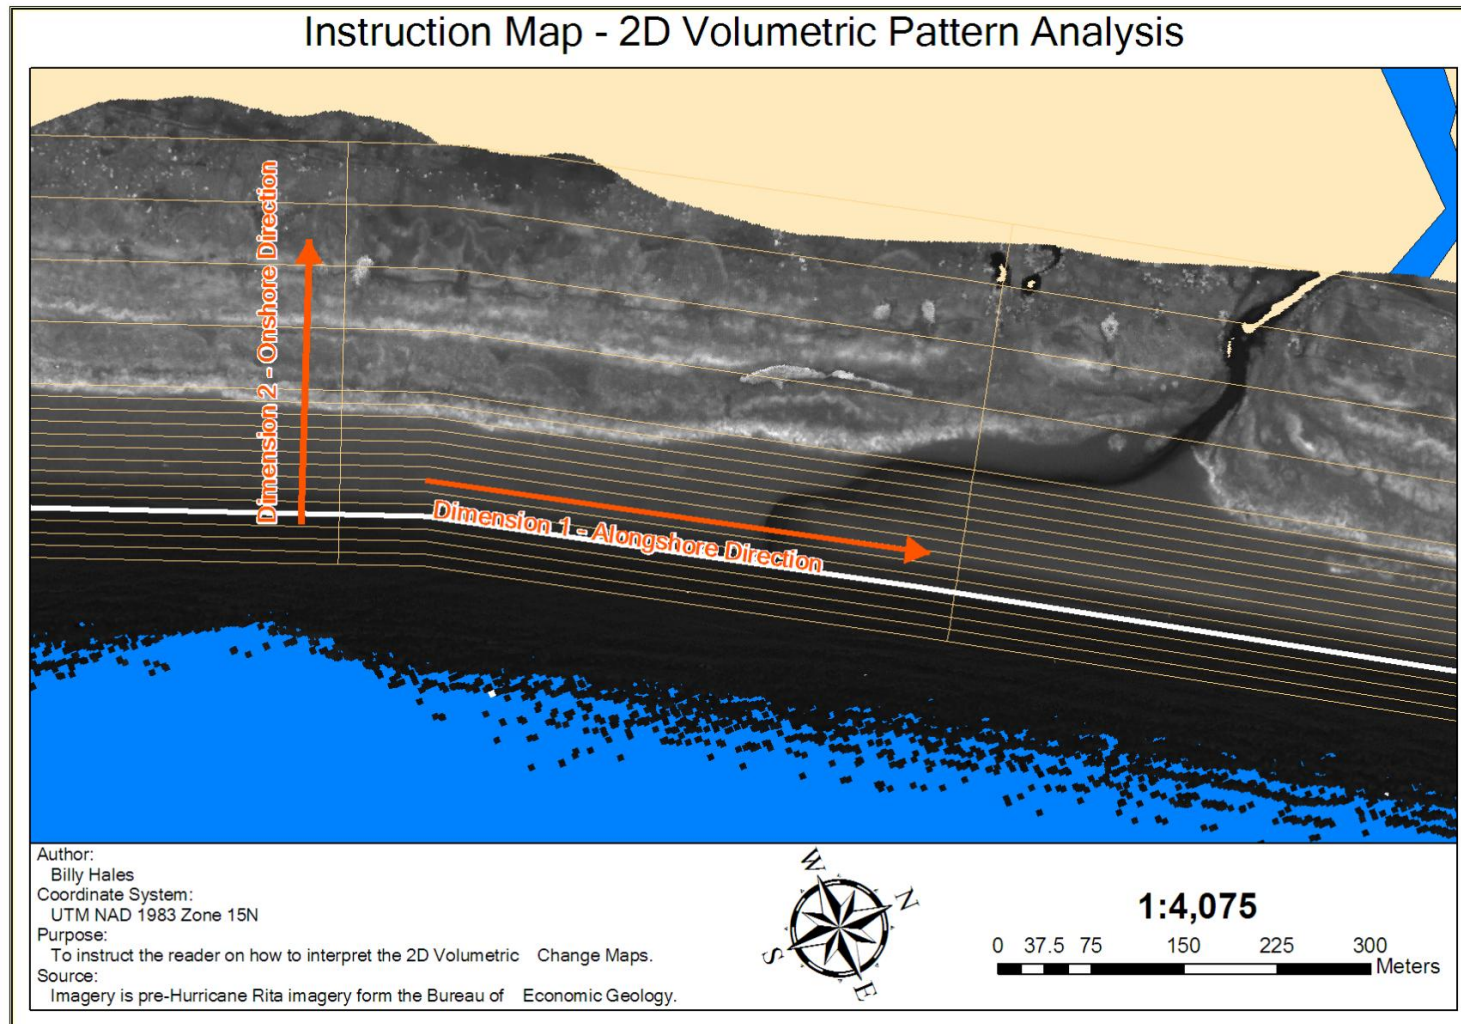 Instruction Map - 2D Volumetric Pattern Analysis
Dimension 2 - Onshore Direction
Dimension 1 - Alongshore Direction
Author:
Billy Hales
Coordinate System:
UTM NAD 1983 Zone 15N
Purpose:
To instruct the reader on how to interpret the 2D Volumetric Change Maps.
Source:
Imagery is pre-Hurricane Rita imagery form the Bureau of Economic Geology.
W
N
S
E
1:4,075
0 37.5 75 150 225 300
Meters